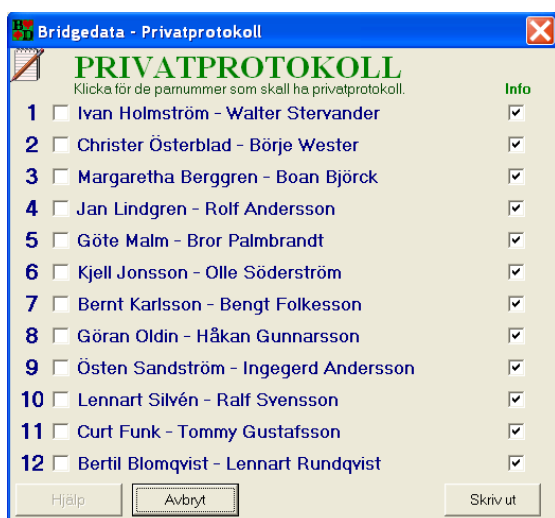 Bridgedata - Privatprotokoll
PRIVATPROTOKOLL
Klicka för de parnummer som skall ha privatprotokoll. Info
1 Ivan Holmström - Walter Stervander
2 Christer Österblad - Börje Wester
3 Margaretha Berggren - Boan Björck
4 Jan Lindgren - Rolf Andersson
5 Göte Malm - Bror Palmbrandt
6 Kjell Jonsson - Olle Söderström
7 Bernt Karlsson - Bengt Folkesson
8 Göran Oldin - Håkan Gunnarsson
9 Östen Sandström - Ingegerd Andersson
10 Lennart Silvén - Ralf Svensson
11 Curt Funk - Tommy Gustafsson
12 Bertil Blomqvist - Lennart Rundqvist
Hjälp Avbryt Skriv ut